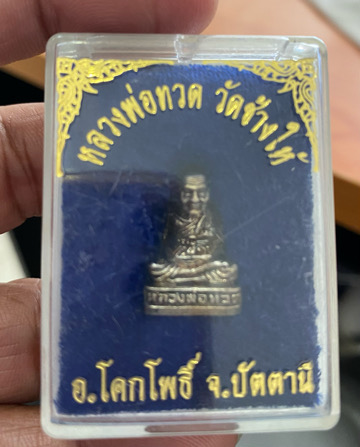 หลวงพ่อทวด วัดช้างให้
หลวงพ่อทวด
อ.โคกโพธิ์ จ.ปัตตานี